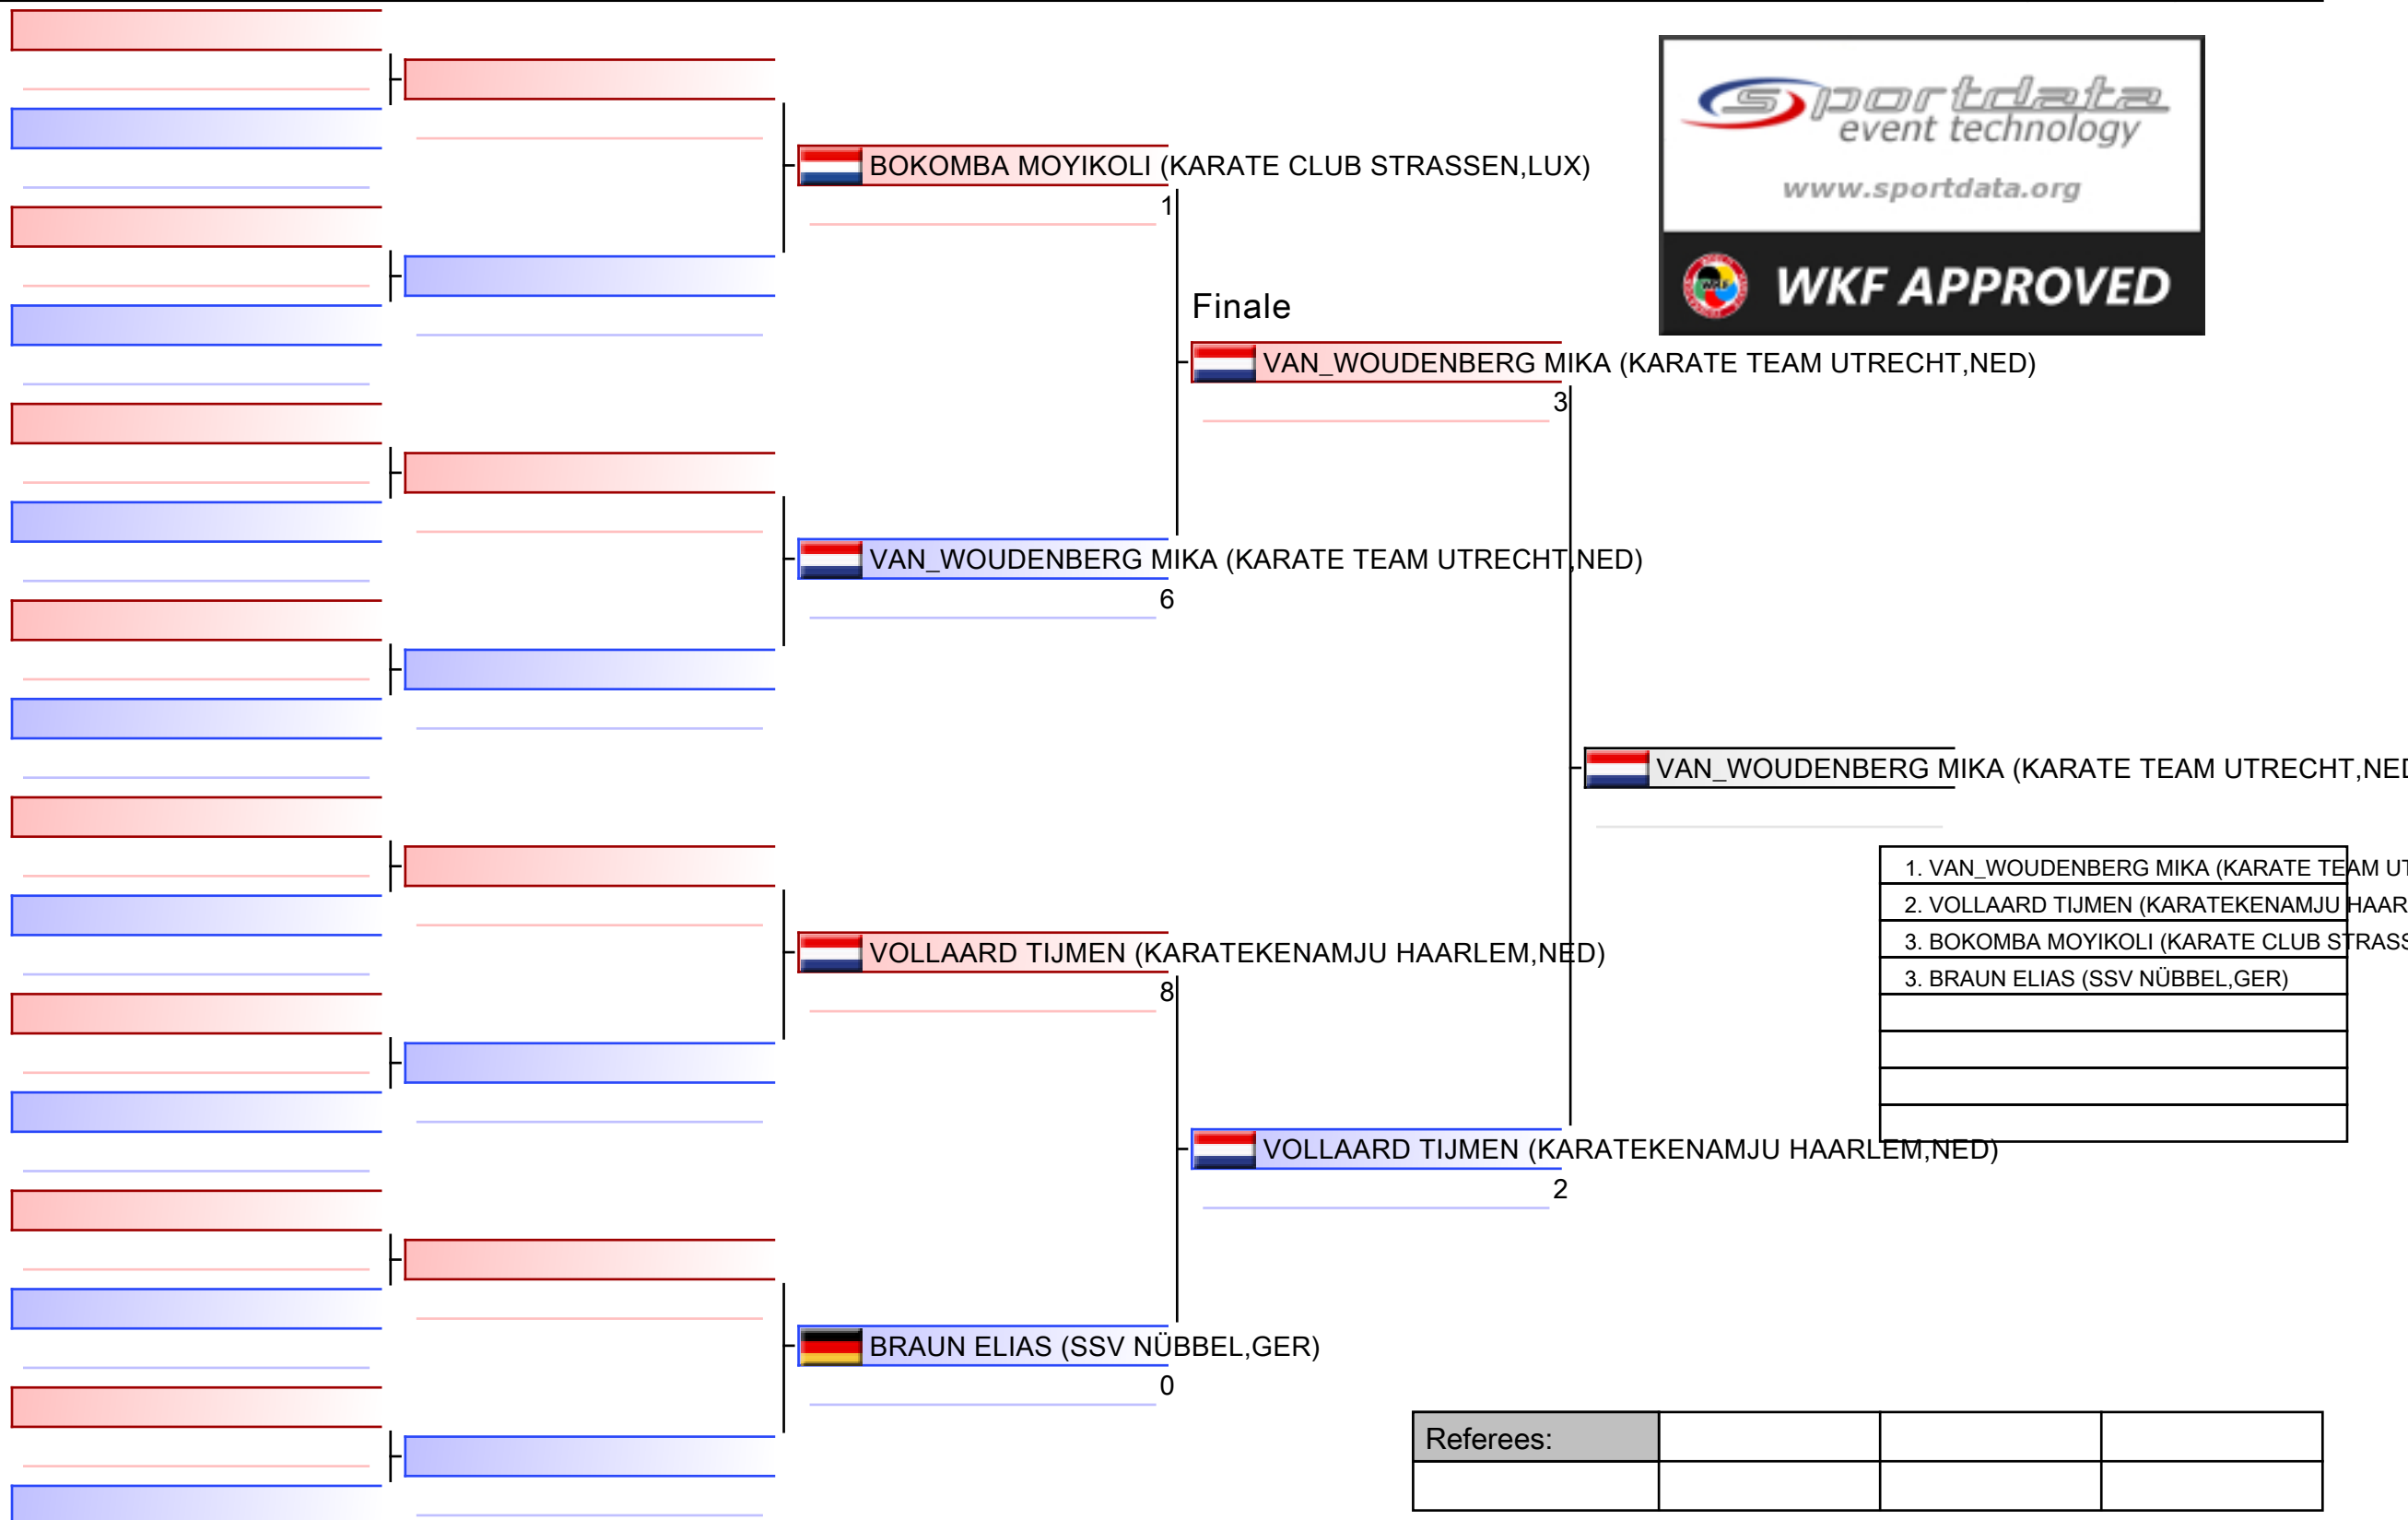 sportdata
event technology
www.sportdata.org
WKF APPROVED
BOKOMBA MOYIKOLI (KARATE CLUB STRASSEN,LUX)
1
Finale
VAN_WOUDENBERG MIKA (KARATE TEAM UTRECHT,NED)
3
VAN_WOUDENBERG MIKA (KARATE TEAM UTRECHT,NED)
6
VAN_WOUDENBERG MIKA (KARATE TEAM UTRECHT,NE
1. VAN_WOUDENBERG MIKA (KARATE TEAM UT
2. VOLLAARD TIJMEN (KARATEKENAMJU HAAR
3. BOKOMBA MOYIKOLI (KARATE CLUB STRASS
3. BRAUN ELIAS (SSV NÜBBEL,GER)
VOLLAARD TIJMEN (KARATEKENAMJU HAARLEM,NED)
8
VOLLAARD TIJMEN (KARATEKENAMJU HAARLEM,NED)
2
BRAUN ELIAS (SSV NÜBBEL,GER)
0
Referees: